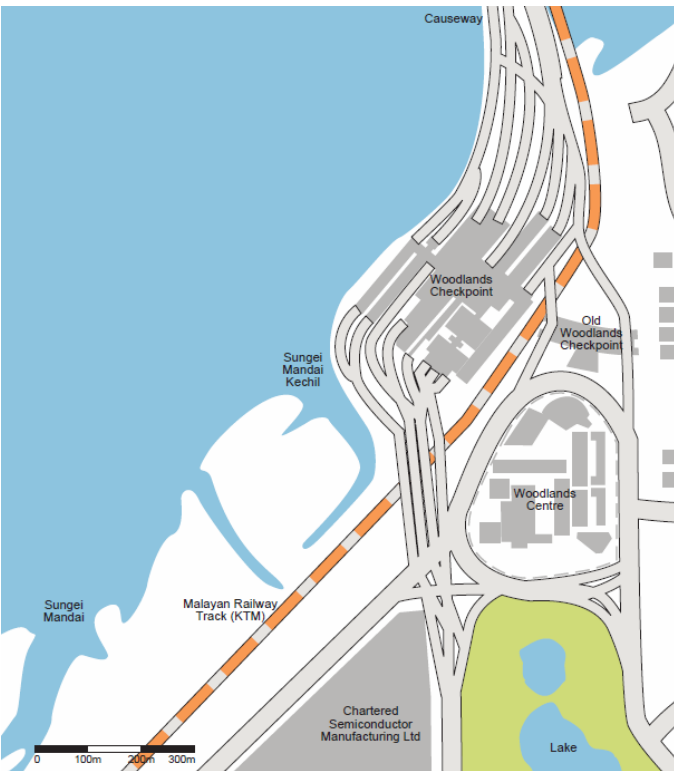 Causeway
Woodlands
Checkpoint
Old
Woodlands
Checkpoint
Sungei
Mandai
Kechil
Woodlands
Centre
Sungei
Mandai
Malayan Railway
Track (KTM)
Chartered
Semiconductor
Manufacturing Ltd
Lake
0 100m 200m 300m